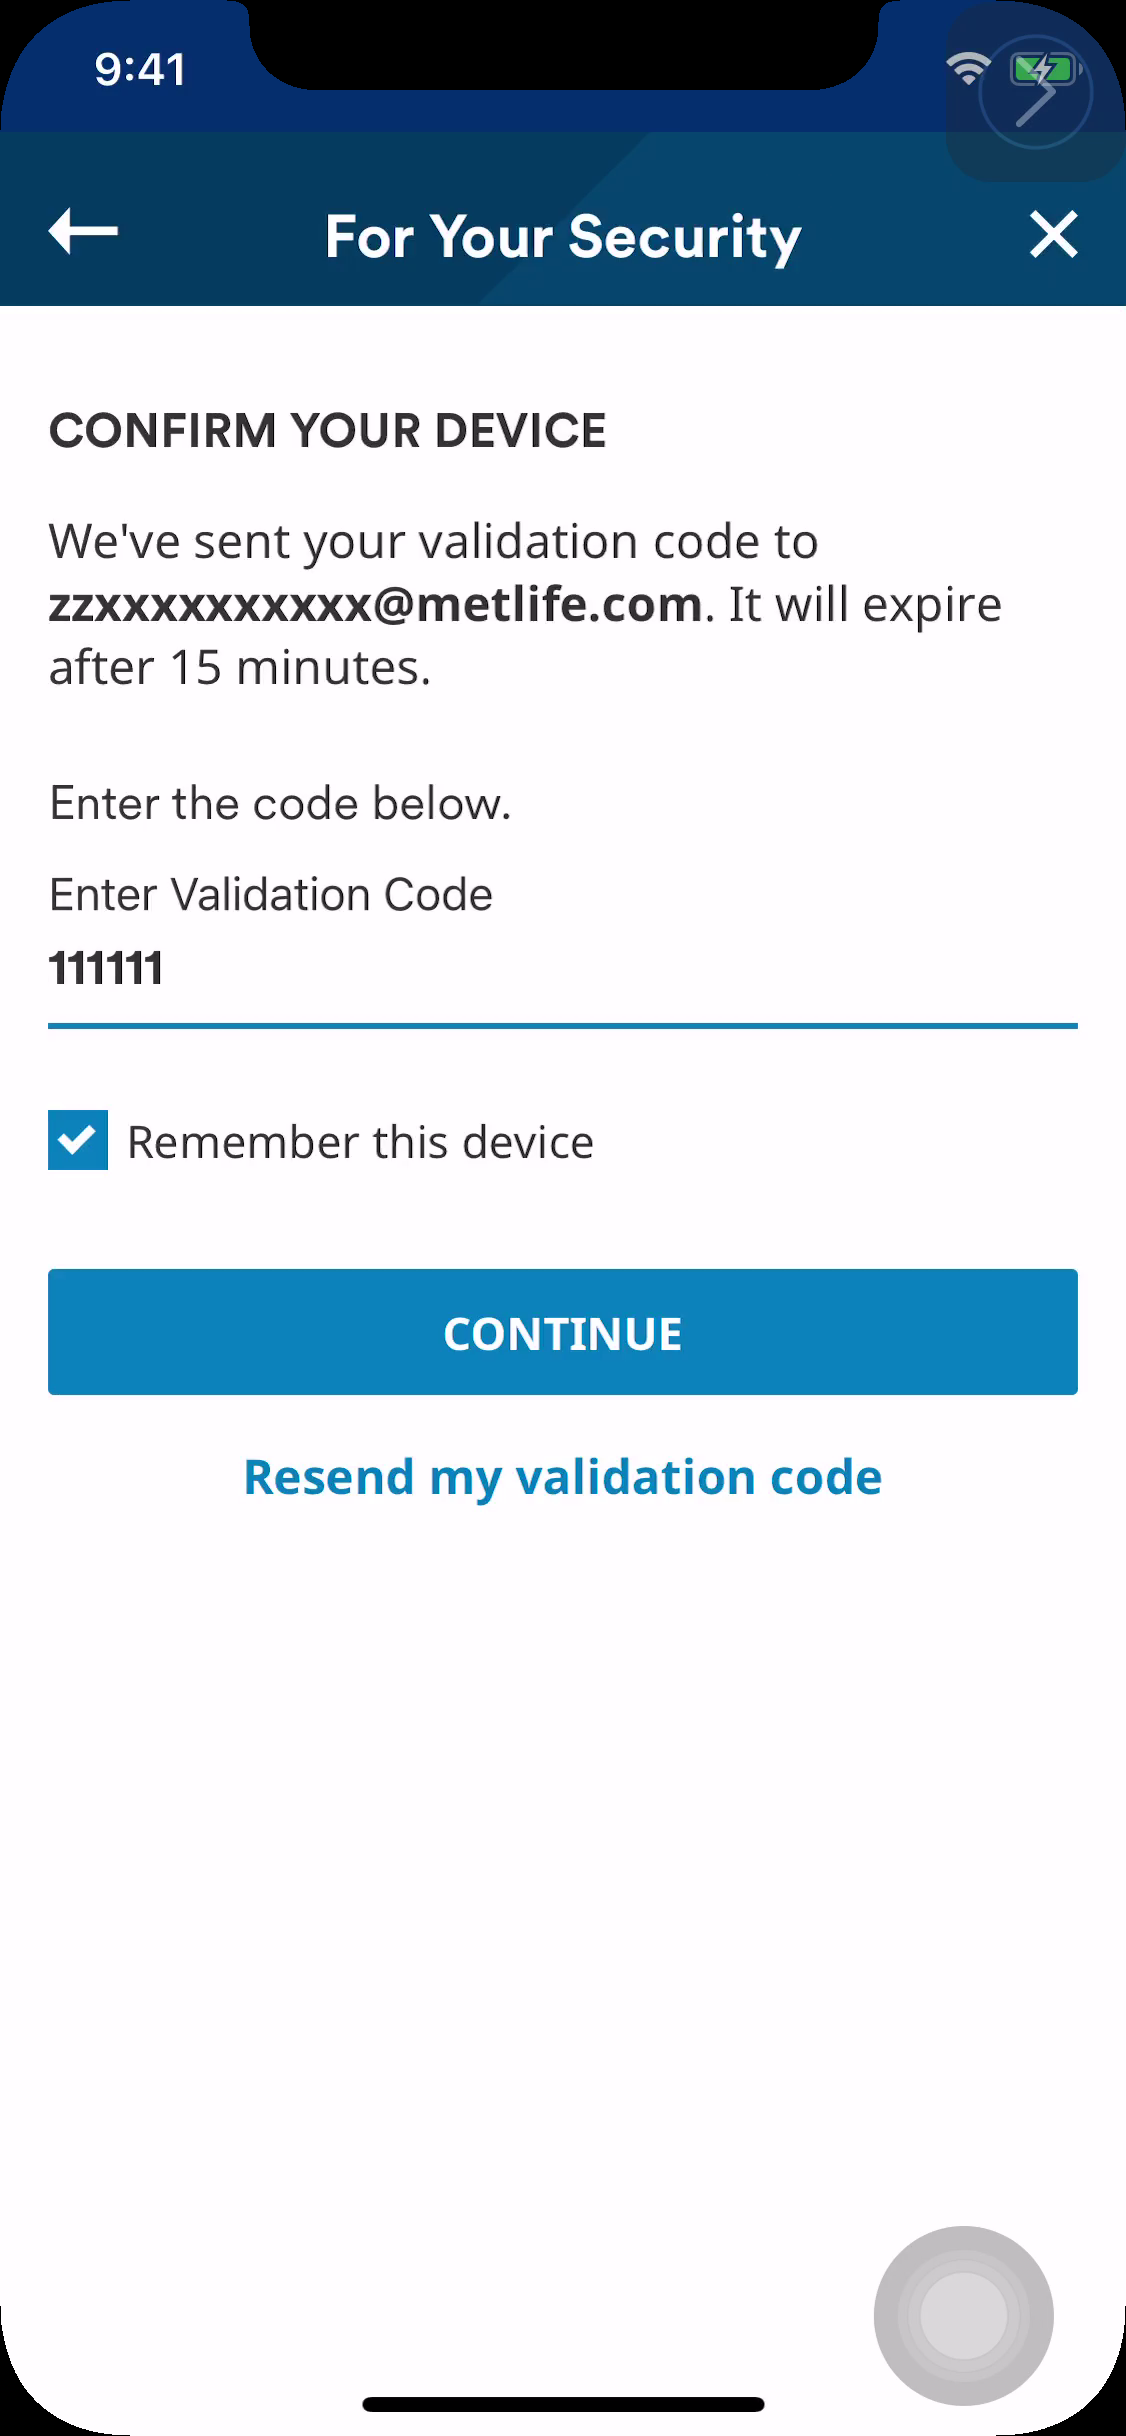 9:41
For Your Security
CONFIRM YOUR DEVICE
We've sent your validation code to
zzxxxxxxxxxxx@metlife.com. It will expire
after 15 minutes.
Enter the code below.
Enter Validation Code
111111
Remember this device
CONTINUE
Resend my validation code